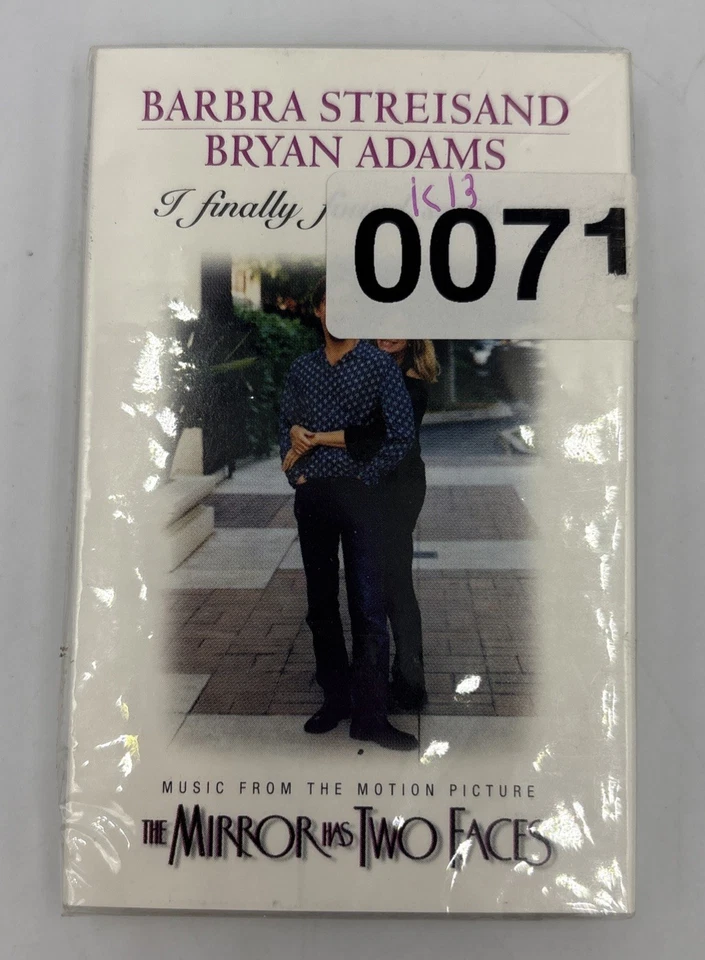 BARBRA STREISAND
BRYAN ADAMS
I finally
K13
0071
MUSIC FROM THE MOTION PICTURE
THE MIRROR HAS TWO FACES